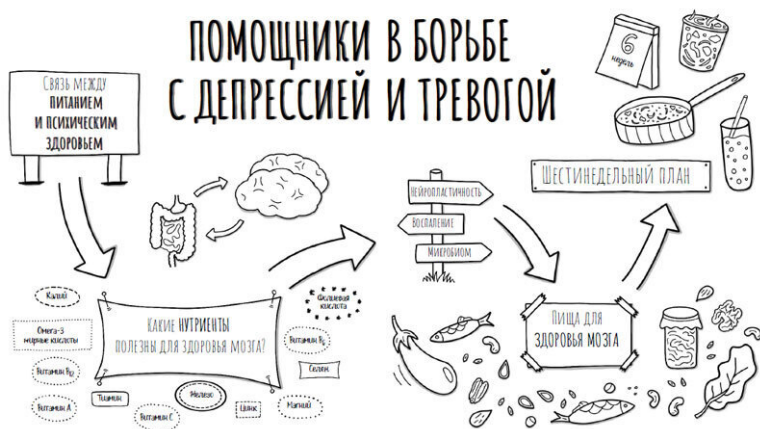 ПОМОЩНИКИ В БОРЬБЕ
С ДЕПРЕССИЕЙ И ТРЕВОГОЙ
СВЯЗЬ МЕЖДУ
ПИТАНИЕМ
И ПСИХИЧЕСКИМ
ЗДОРОВЬЕМ
6
недель
НЕЙРОПЛАСТИЧНОСТЬ
ВОСПАЛЕНИЕ
МИКРОБИОМ
ШЕСТИНЕДЕЛЬНЫЙ ПЛАН
КАКИЕ НУТРИЕНТЫ
ПОЛЕЗНЫ ДЛЯ ЗДОРОВЬЯ МОЗГА?
Калий
Омега-3
жирные кислоты
Витамин B12
Витамин А
Тиамин
Витамин С
Железо
Цинк
Магний
Селен
Витамин B6
Фолиевая
кислота
ПИЩА ДЛЯ
ЗДОРОВЬЯ МОЗГА